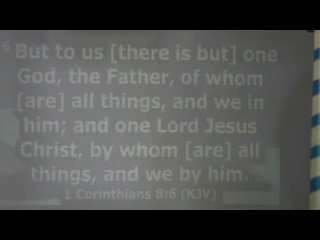 6 But to us [there is but] one
God, the Father, of whom
[are] all things, and we in
him; and one Lord Jesus
Christ, by whom [are] all
things, and we by him.
1 Corinthians 8:6 (KJV)